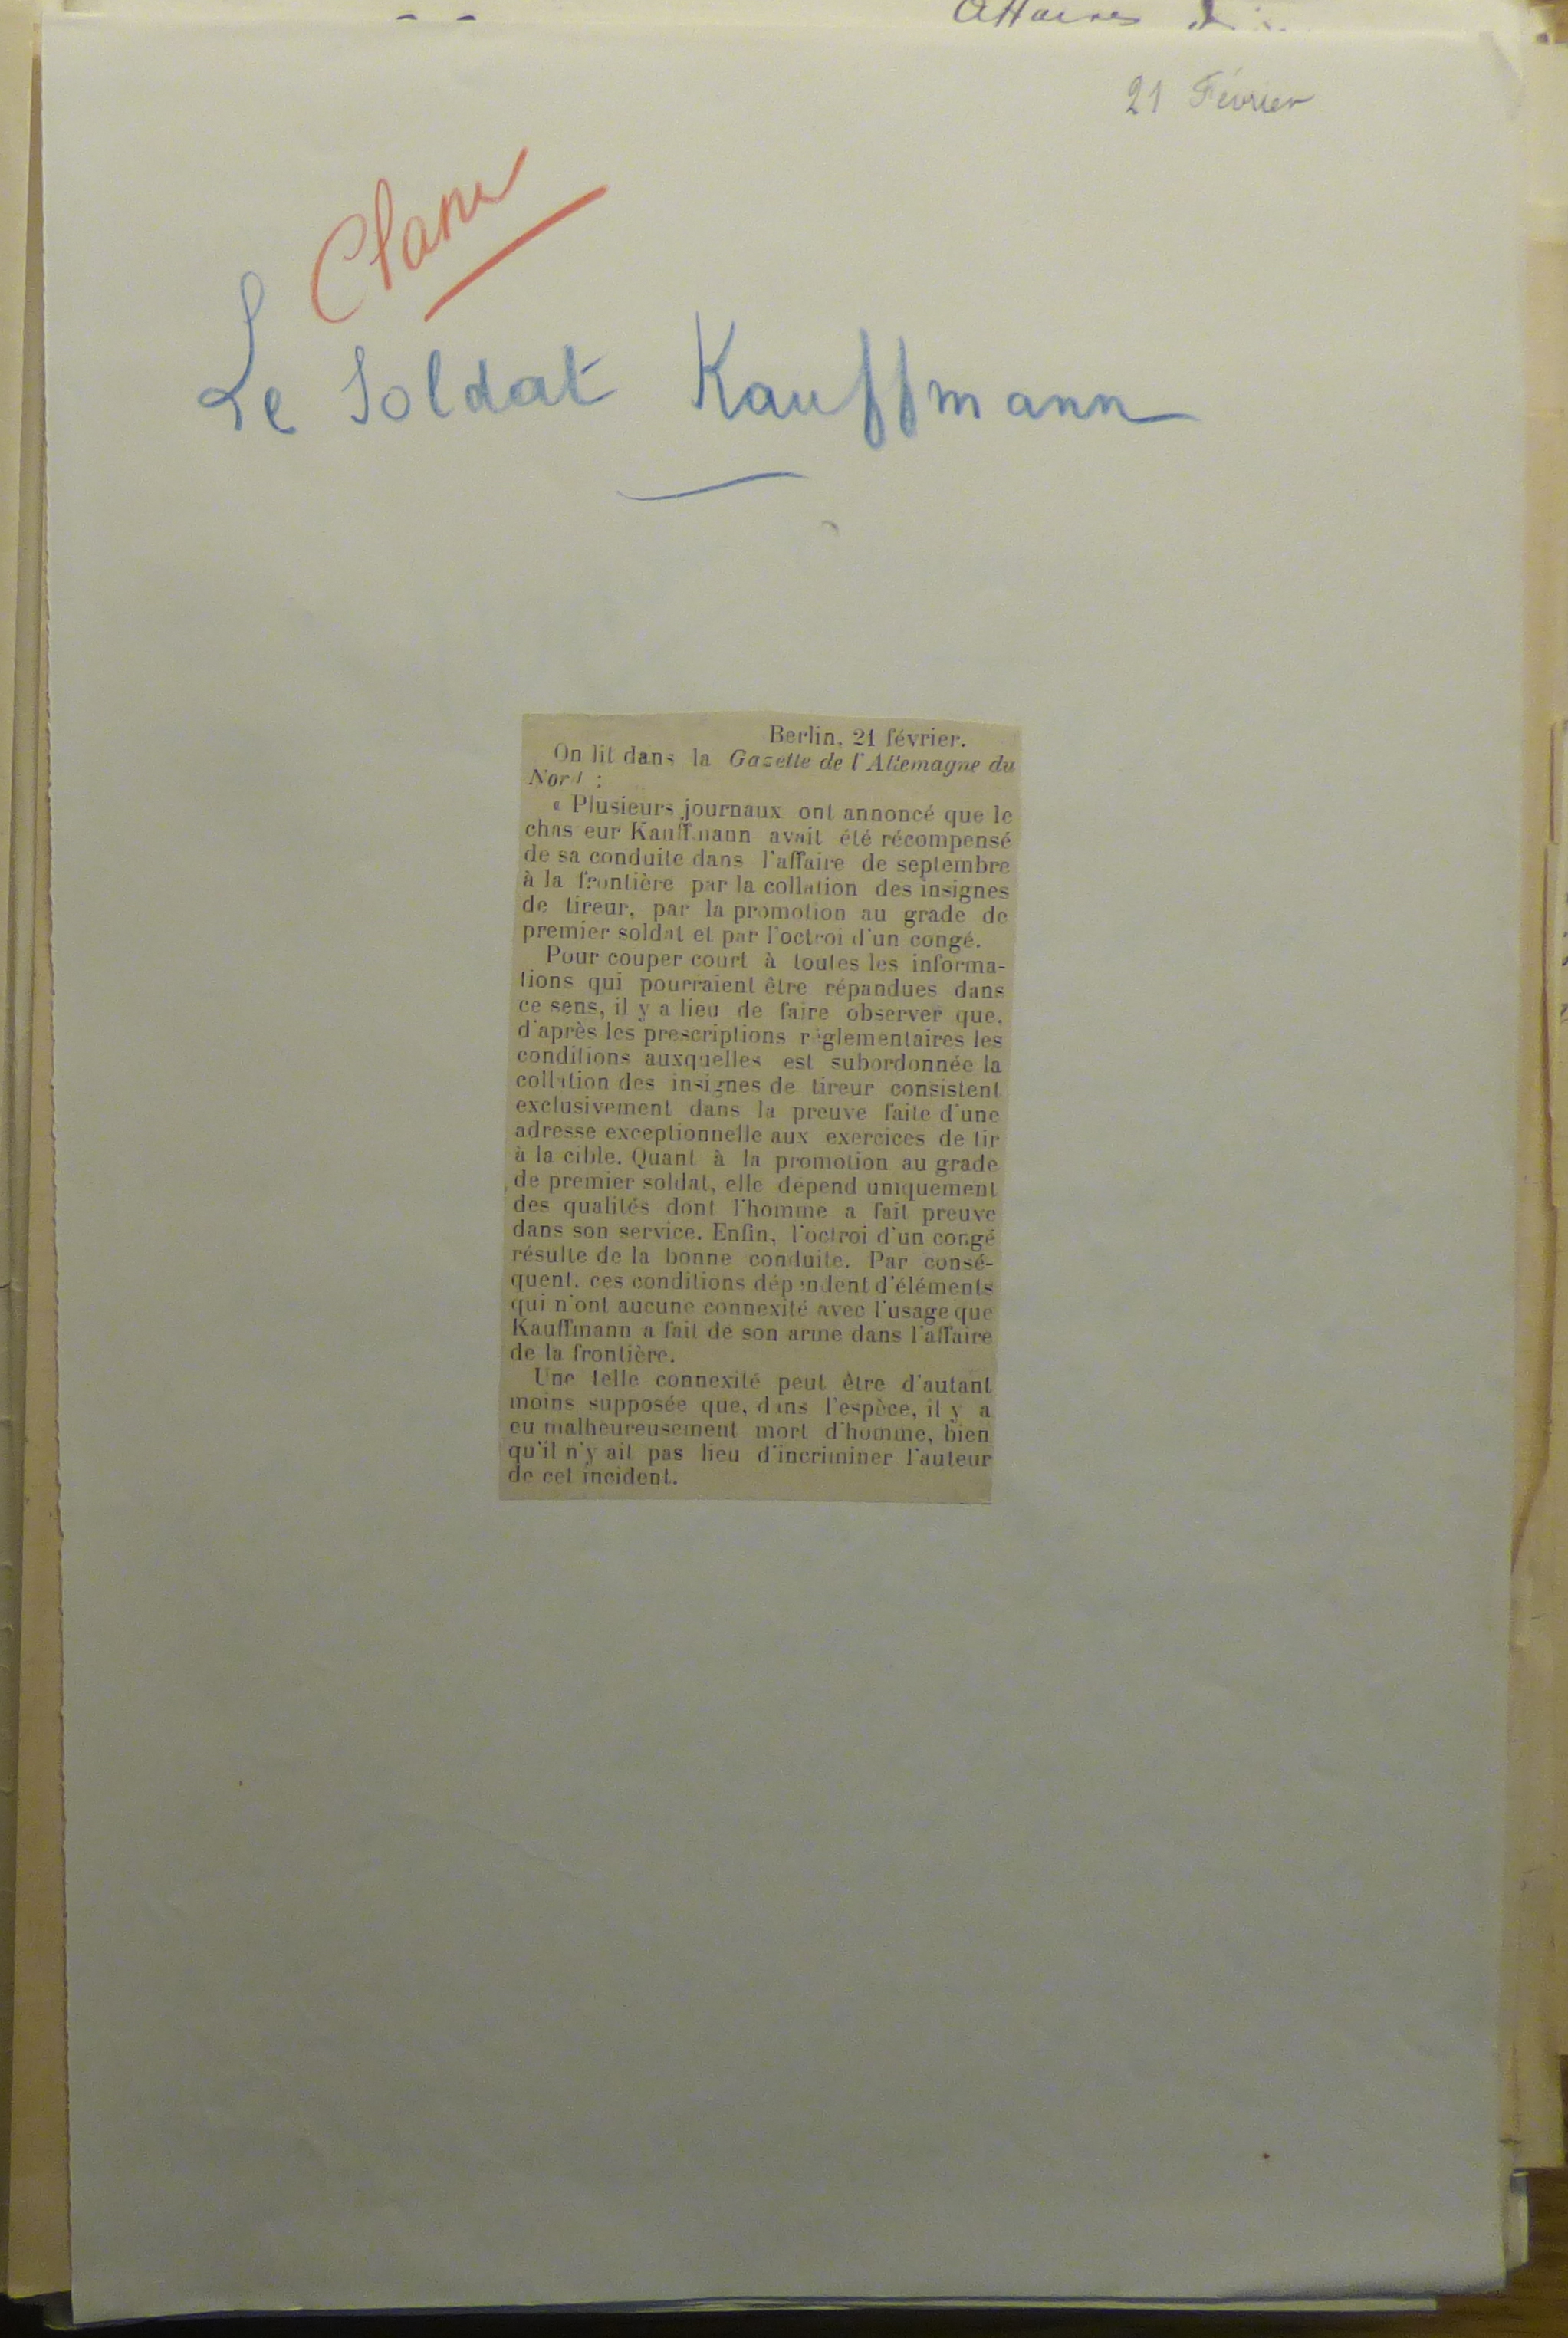 Affaires
21 Février
Le Soldat Kauffmann
Berlin, 21 février.
On lit dans la Gazette de l'Allemagne du
Nord :
« Plusieurs journaux ont annoncé que le
chasseur Kauffmann avait été récompensé
de sa conduite dans l'affaire de septembre
à la frontière par la collation des insignes
de tireur, par la promotion au grade de
premier soldat et par l'octroi d'un congé.
Pour couper court à toutes les informa-
tions qui pourraient être répandues dans
ce sens, il y a lieu de faire observer que,
d'après les prescriptions réglementaires les
conditions auxquelles est subordonnée la
collation des insignes de tireur consistent
exclusivement dans la preuve faite d'une
adresse exceptionnelle aux exercices de tir
à la cible. Quant à la promotion au grade
de premier soldat, elle dépend uniquement
des qualités dont l'homme a fait preuve
dans son service. Enfin, l'octroi d'un congé
résulte de la bonne conduite. Par consé-
quent, ces conditions dépendent d'éléments
qui n'ont aucune connexité avec l'usage que
Kauffmann a fait de son arme dans l'affaire
de la frontière.
Une telle connexité peut être d'autant
moins supposée que, dans l'espèce, il y a
eu malheureusement mort d'homme, bien
qu'il n'y ait pas lieu d'incriminer l'auteur
de cet incident.